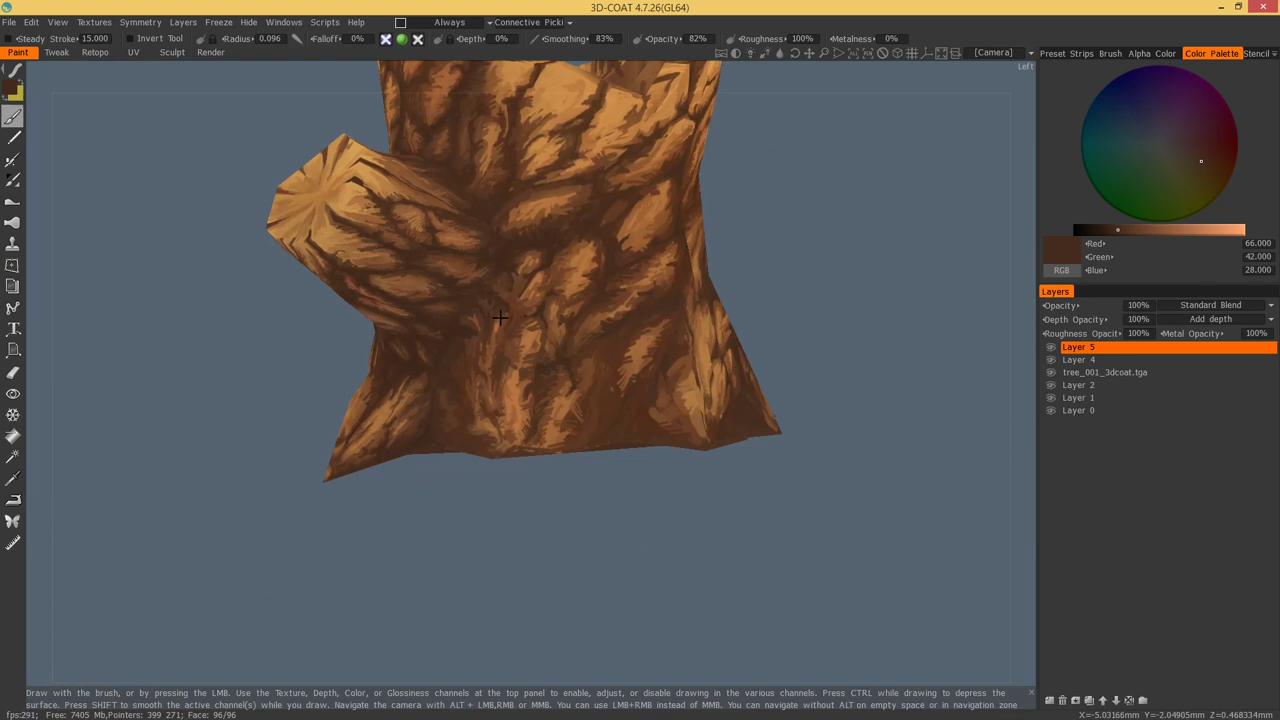 3D-COAT 4.7.26(GL64)
File Edit View Textures Symmetry Layers Freeze Hide Windows Scripts Help Always Connective Picki
Steady Stroke 15.000 Invert Tool Radius 0.096 Falloff 0% Depth 0% Smoothing 83% Opacity 82% Roughness 100% Metalness 0%
Paint Tweak Retopo UV Sculpt Render [Camera] Preset Strips Brush Alpha Color Color Palette Stencil
Left
Red 66.000
Green 42.000
RGB Blue 28.000
Layers
Opacity 100% Standard Blend
Depth Opacity 100% Add depth
Roughness Opacit 100% Metal Opacity 100%
Layer 5
Layer 4
tree_001_3dcoat.tga
Layer 2
Layer 1
Layer 0
Draw with the brush, or by pressing the LMB. Use the Texture, Depth, Color, or Glossiness channels at the top panel to enable, adjust, or disable drawing in the various channels. Press CTRL while drawing to depress the
surface. Press SHIFT to smooth the active channel(s) while you draw. Navigate the camera with ALT + LMB,RMB or MMB. You can use LMB+RMB instead of MMB. You can navigate without ALT on empty space or in navigation zone
fps:291; Free: 7405 Mb,Pointers: 399 271; Face: 96/96 X=-5.03166mm Y=-2.04905mm Z=0.468334mm